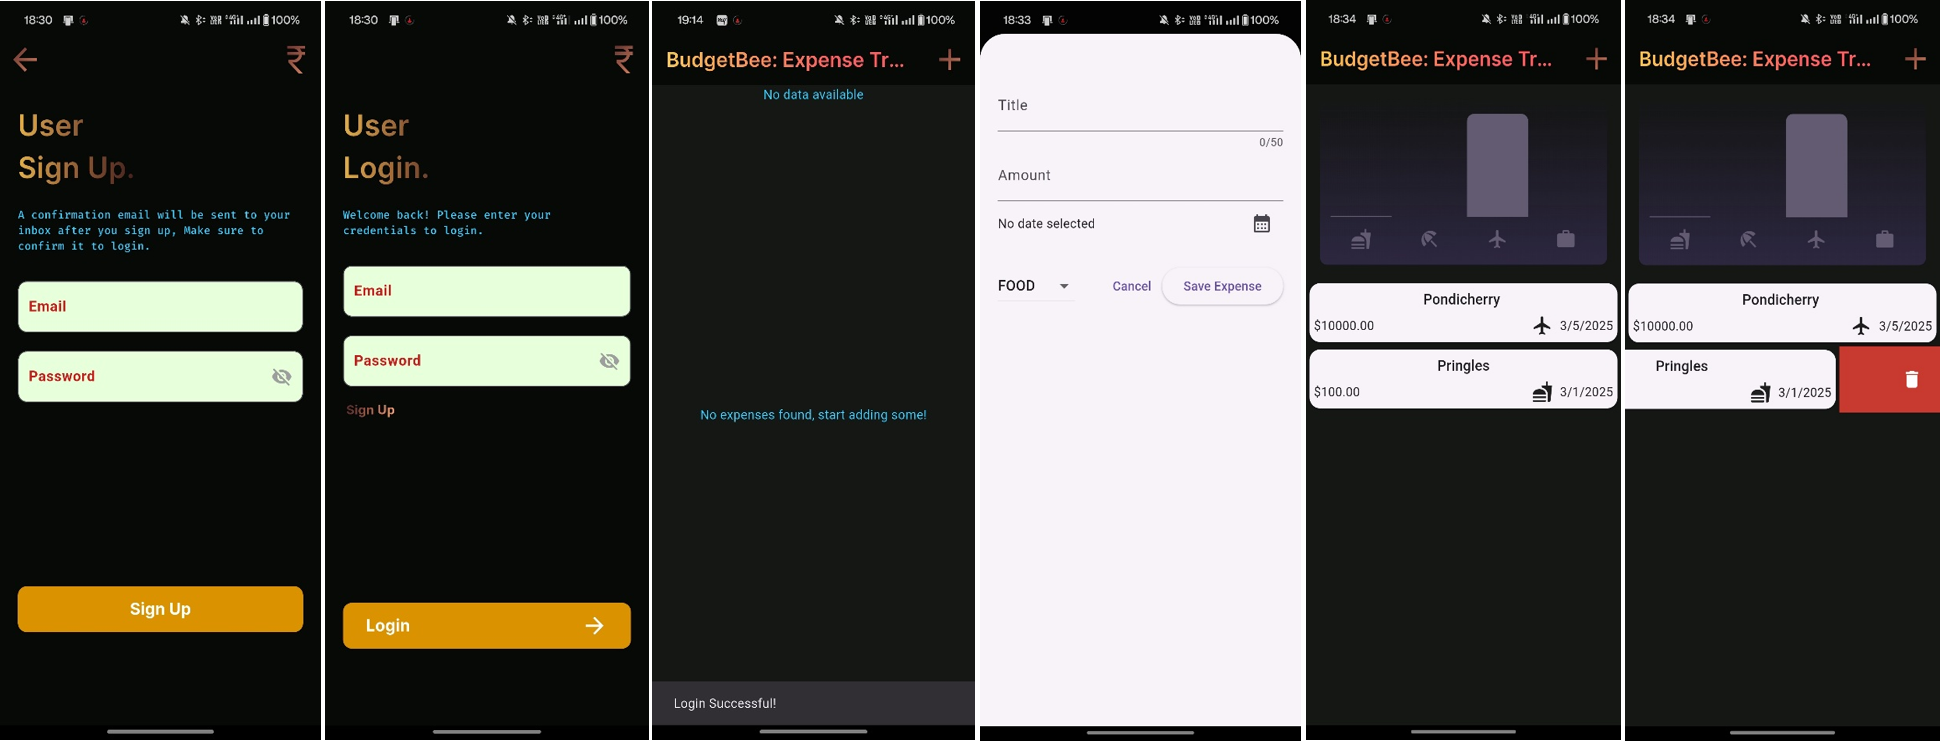 18:30
100%
₹
User
Sign Up.
A confirmation email will be sent to your
inbox after you sign up, Make sure to
confirm it to login.
Email
Password
Sign Up
18:30
100%
₹
User
Login.
Welcome back! Please enter your
credentials to login.
Email
Password
Sign Up
Login
19:14
100%
BudgetBee: Expense Tr...
No data available
No expenses found, start adding some!
Login Successful!
18:33
100%
Title
0/50
Amount
No date selected
FOOD
Cancel
Save Expense
18:34
100%
BudgetBee: Expense Tr...
Pondicherry
$10000.00
3/5/2025
Pringles
$100.00
3/1/2025
18:34
100%
BudgetBee: Expense Tr...
Pondicherry
$10000.00
3/5/2025
Pringles
3/1/2025